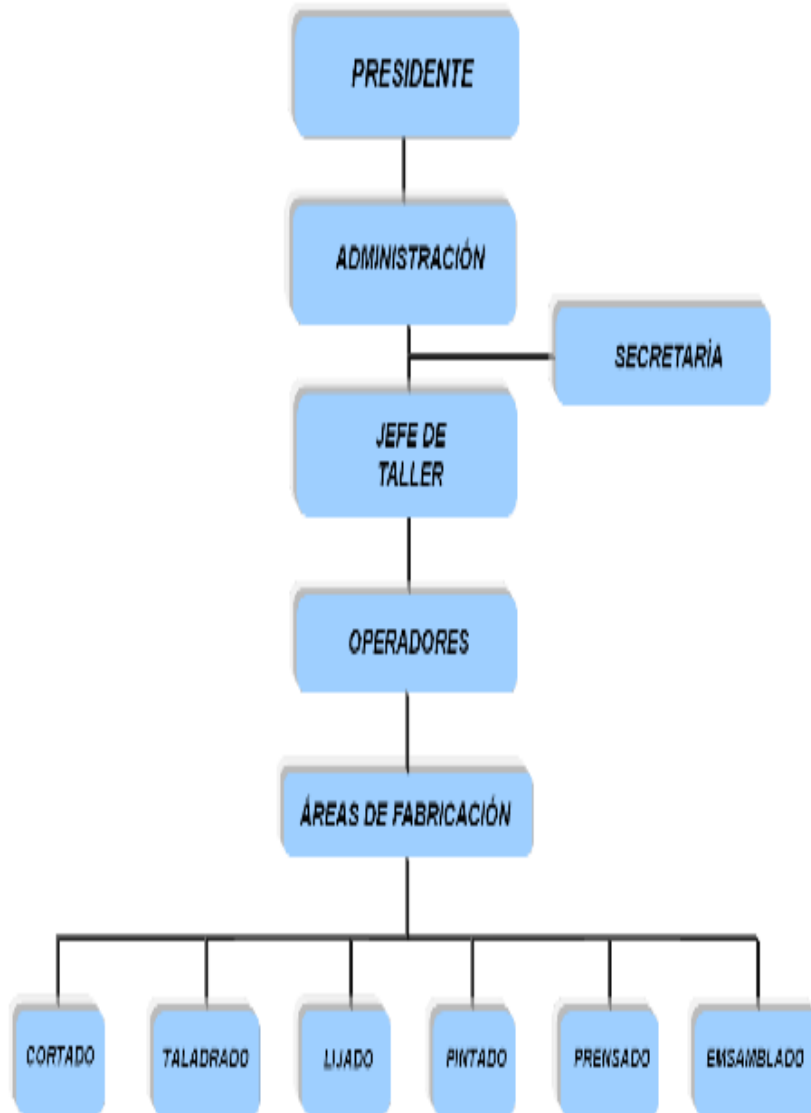 PRESIDENTE
ADMINISTRACIÓN
SECRETARÍA
JEFE DE
TALLER
OPERADORES
ÁREAS DE FABRICACIÓN
CORTADO
TALADRADO
LIJADO
PINTADO
PRENSADO
EMSAMBLADO